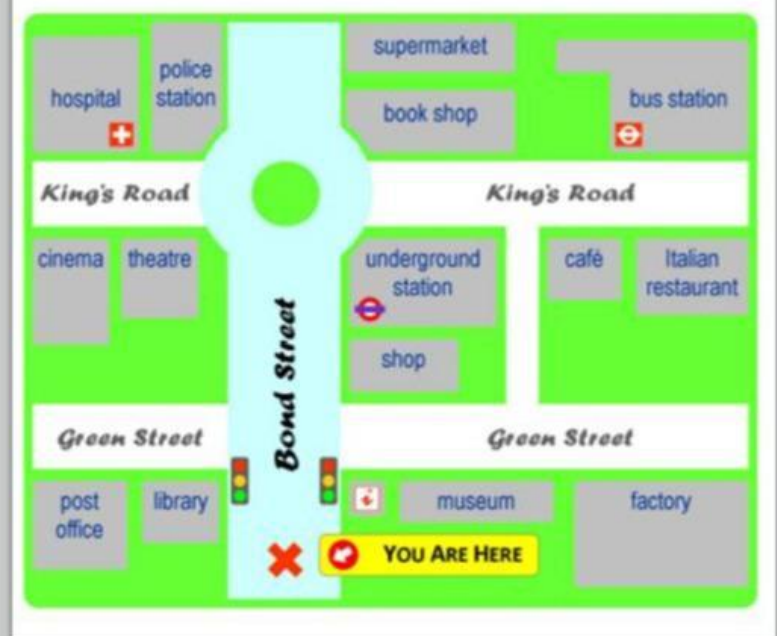 supermarket
police
station
hospital
book shop
bus station
King's Road
King's Road
cinema
theatre
underground
station
café
Italian
restaurant
shop
Bond Street
Green Street
Green Street
post
office
library
museum
factory
YOU ARE HERE